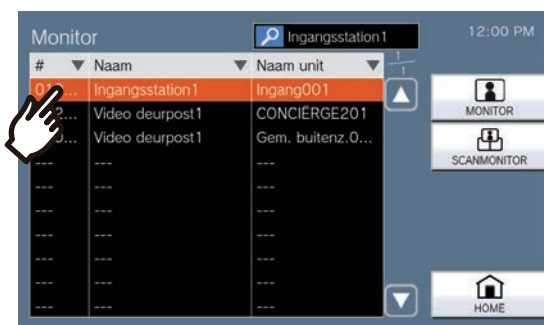 Monitor
Ingangsstation1
12:00 PM
# Naam Naam unit
1/1
Ingangsstation1 Ingang001
Video deurpost1 CONCIËRGE201
Video deurpost1 Gem. buitenz.0...
--- --- ---
--- --- ---
--- --- ---
--- --- ---
--- --- ---
--- --- ---
--- --- ---
MONITOR
SCANMONITOR
HOME